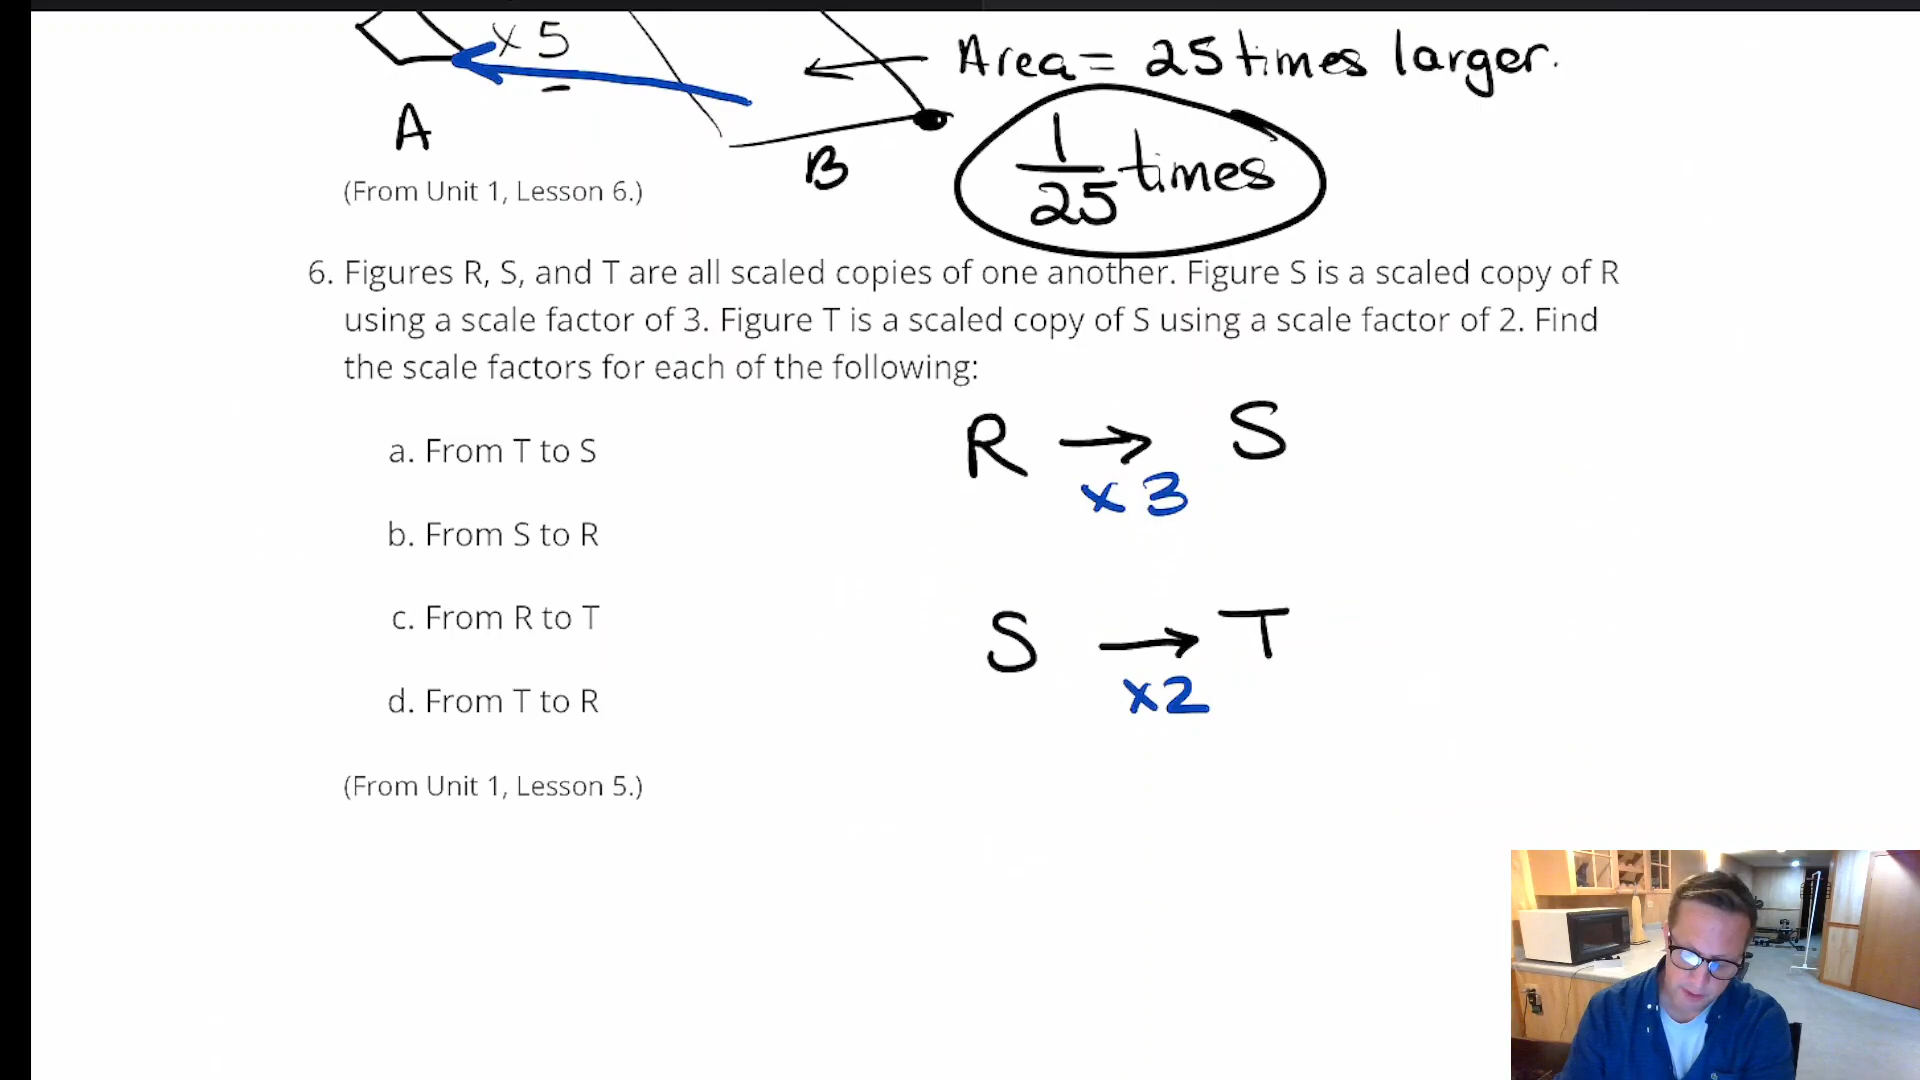 x 5
Area = 25 times larger.
A
B
1/25 times
(From Unit 1, Lesson 6.)
6. Figures R, S, and T are all scaled copies of one another. Figure S is a scaled copy of R
using a scale factor of 3. Figure T is a scaled copy of S using a scale factor of 2. Find
the scale factors for each of the following:
a. From T to S
R → S
x 3
b. From S to R
c. From R to T
S → T
x2
d. From T to R
(From Unit 1, Lesson 5.)